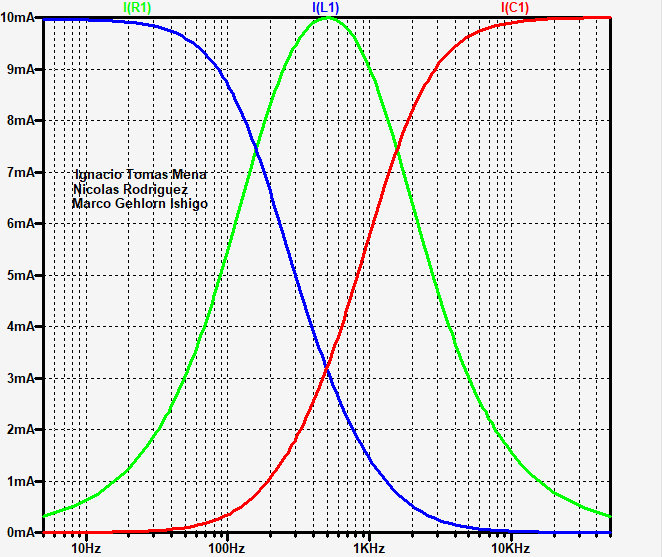 I(R1) I(L1) I(C1)
10mA
9mA
8mA
7mA
Ignacio Tomas Mena
Nicolas Rodriguez
Marco Gehlorn Ishigo
6mA
5mA
4mA
3mA
2mA
1mA
0mA
10Hz 100Hz 1KHz 10KHz